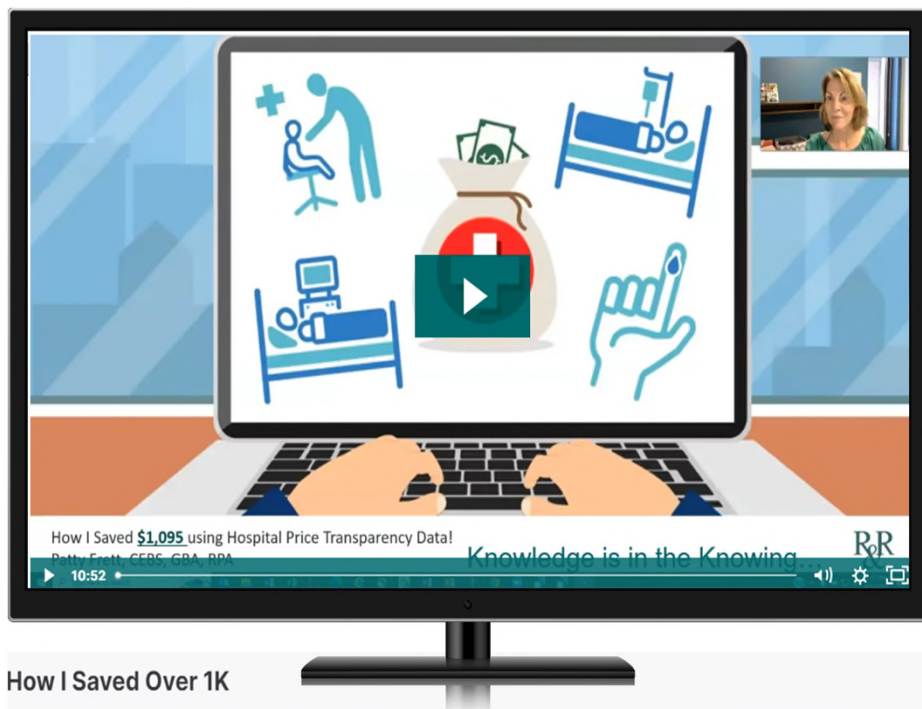 How I Saved $1,095 using Hospital Price Transparency Data!
Patty Frett, CEBS, GBA, RPA
Knowledge is in the Knowing...
R&R
10:52
How I Saved Over 1K